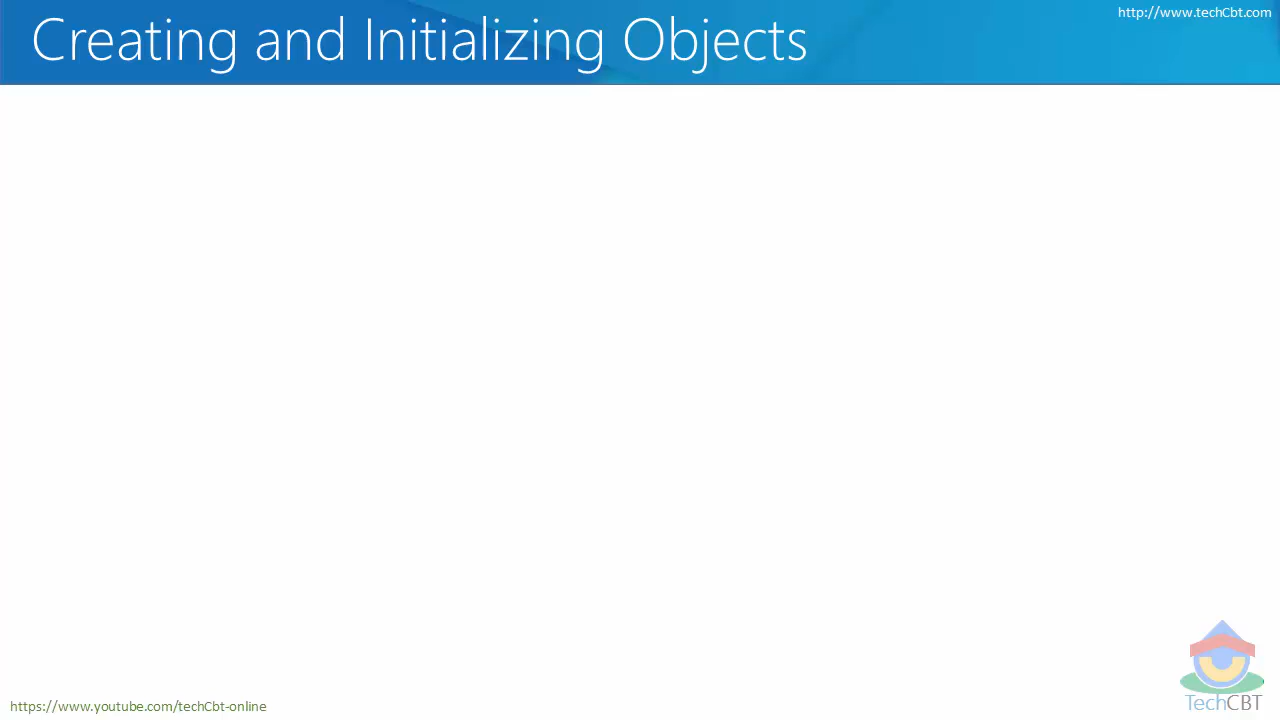 http://www.techCbt.com
Creating and Initializing Objects
TechCBT
https://www.youtube.com/techCbt-online